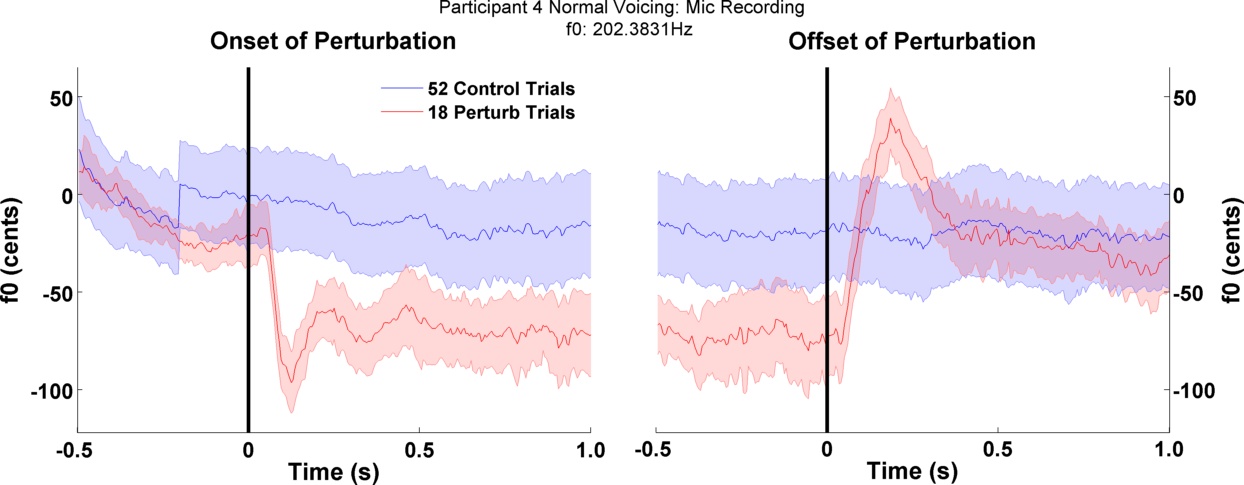 Participant 4 Normal Voicing: Mic Recording
f0: 202.3831Hz
Onset of Perturbation
Offset of Perturbation
52 Control Trials
18 Perturb Trials
f0 (cents)
50
0
-50
-100
-0.5
0
0.5
1.0
Time (s)
-0.5
0
0.5
1.0
Time (s)
50
0
-50
-100
f0 (cents)